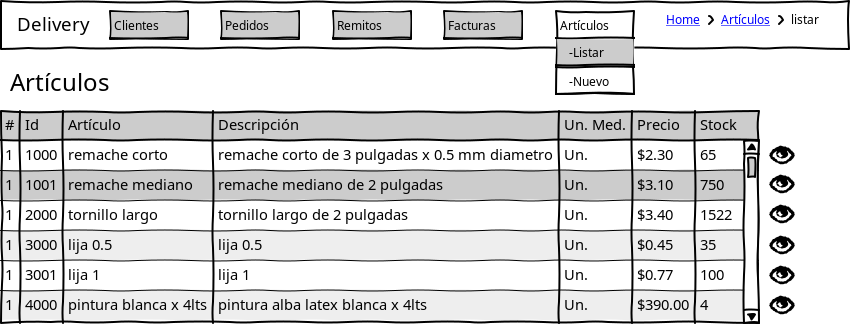 Delivery Clientes Pedidos Remitos Facturas Artículos Home Artículos listar
-Listar
-Nuevo
Artículos
# Id Artículo Descripción Un. Med. Precio Stock
1 1000 remache corto remache corto de 3 pulgadas x 0.5 mm diametro Un. $2.30 65
1 1001 remache mediano remache mediano de 2 pulgadas Un. $3.10 750
1 2000 tornillo largo tornillo largo de 2 pulgadas Un. $3.40 1522
1 3000 lija 0.5 lija 0.5 Un. $0.45 35
1 3001 lija 1 lija 1 Un. $0.77 100
1 4000 pintura blanca x 4lts pintura alba latex blanca x 4lts Un. $390.00 4